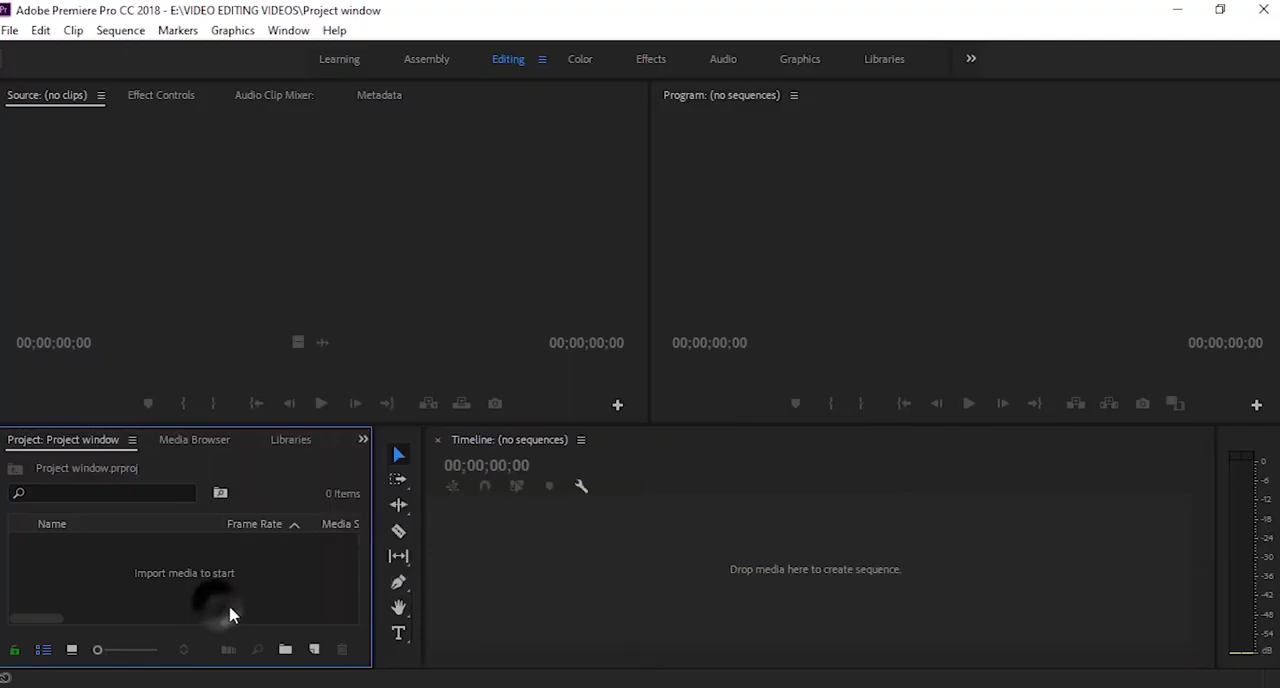 Pr Adobe Premiere Pro CC 2018 - E:\VIDEO EDITING VIDEOS\Project window
File Edit Clip Sequence Markers Graphics Window Help
Learning Assembly Editing Color Effects Audio Graphics Libraries
Source: (no clips) Effect Controls Audio Clip Mixer: Metadata
Program: (no sequences)
00;00;00;00 00;00;00;00
00;00;00;00 00;00;00;00
Project: Project window Media Browser Libraries
Project window.prproj
0 Items
Name Frame Rate Media S
Import media to start
Timeline: (no sequences)
00;00;00;00
Drop media here to create sequence.
0
-6
-12
-18
-24
-30
-36
-42
-48
-54
dB